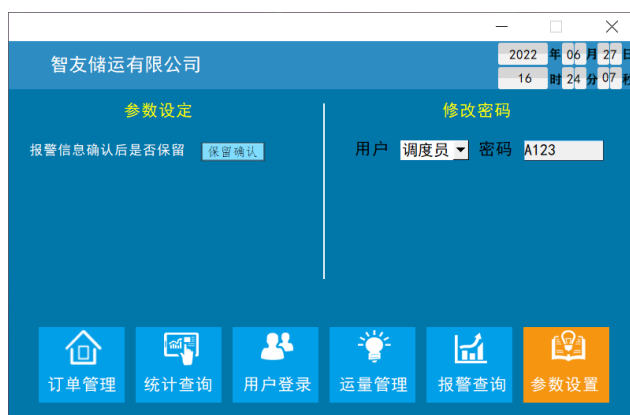 智友储运有限公司
2022 年 06 月 27 日
16 时 24 分 07 秒
参数设定
报警信息确认后是否保留 保留确认
修改密码
用户 调度员 密码 A123
订单管理 统计查询 用户登录 运量管理 报警查询 参数设置